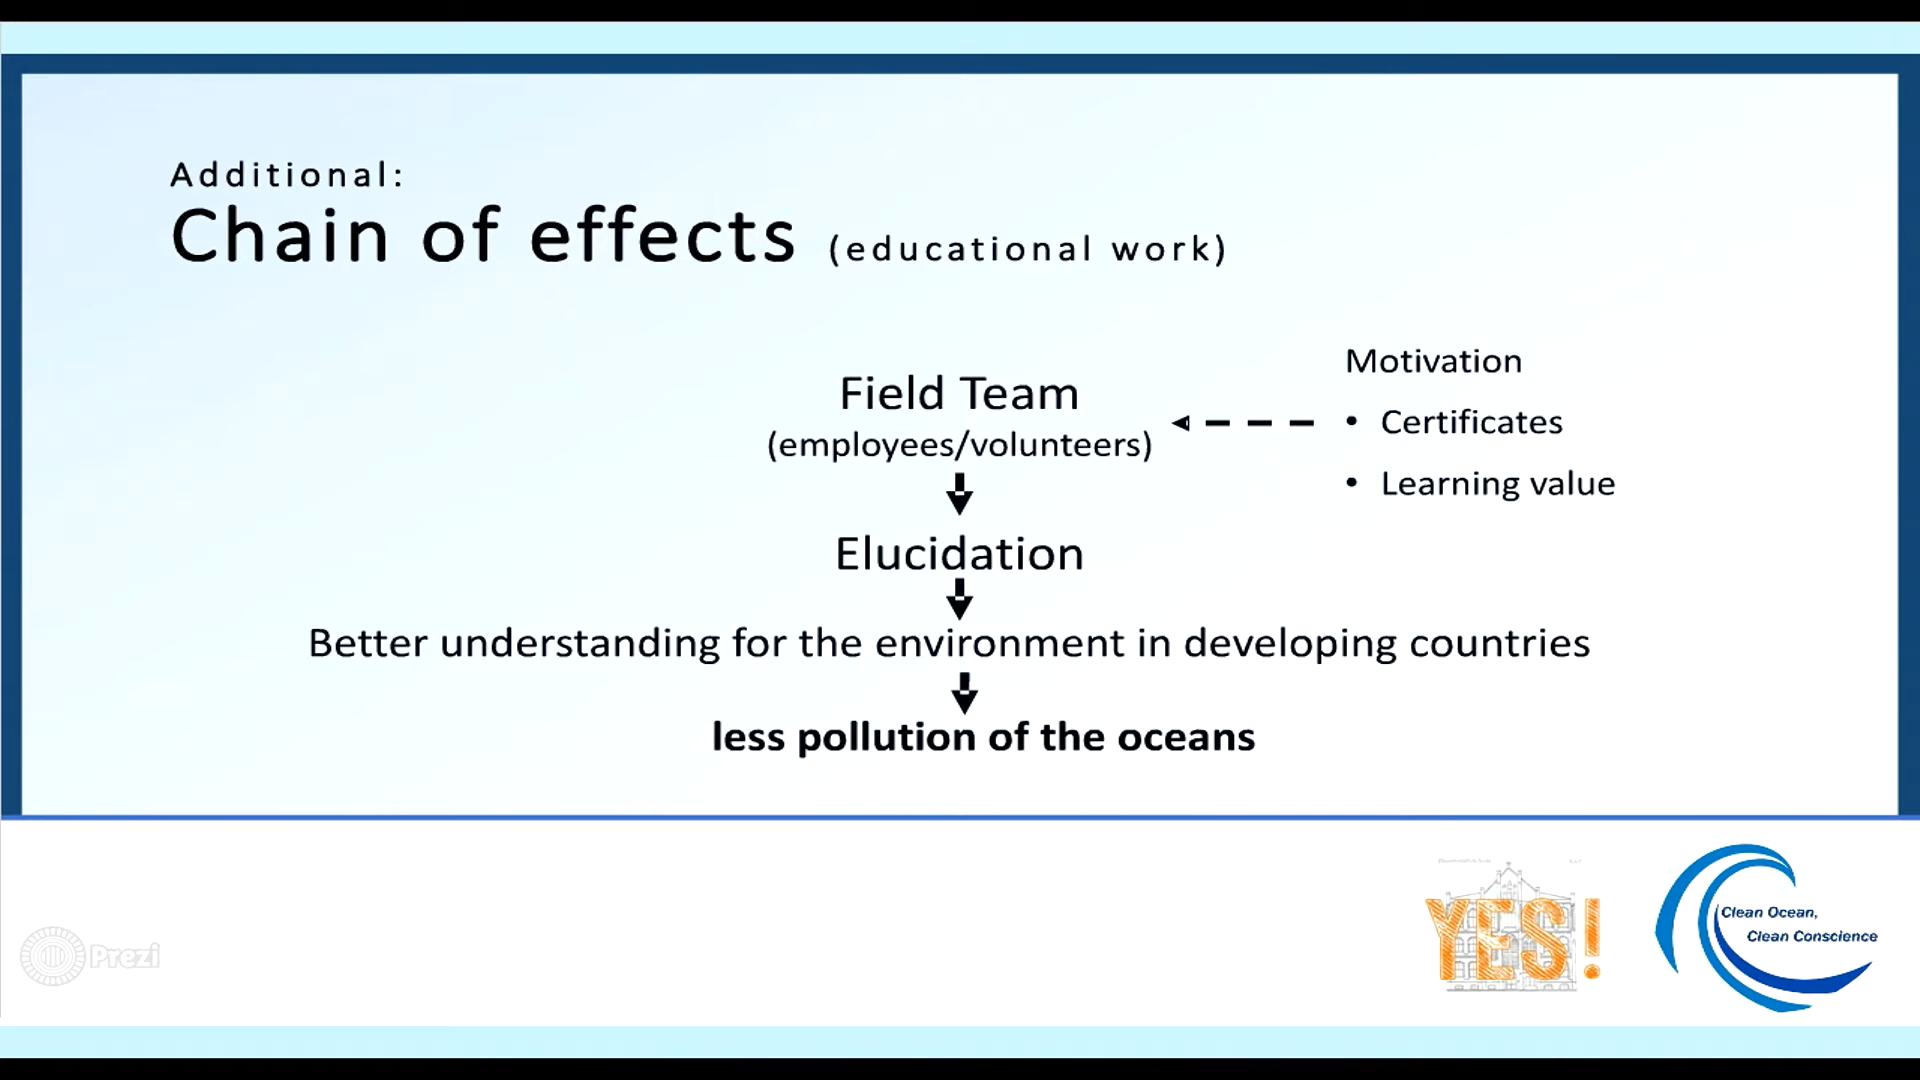 Additional:
Chain of effects (educational work)
Motivation
Field Team
• Certificates
(employees/volunteers)
• Learning value
Elucidation
Better understanding for the environment in developing countries
less pollution of the oceans
YES!
Clean Ocean,
Clean Conscience
Prezi